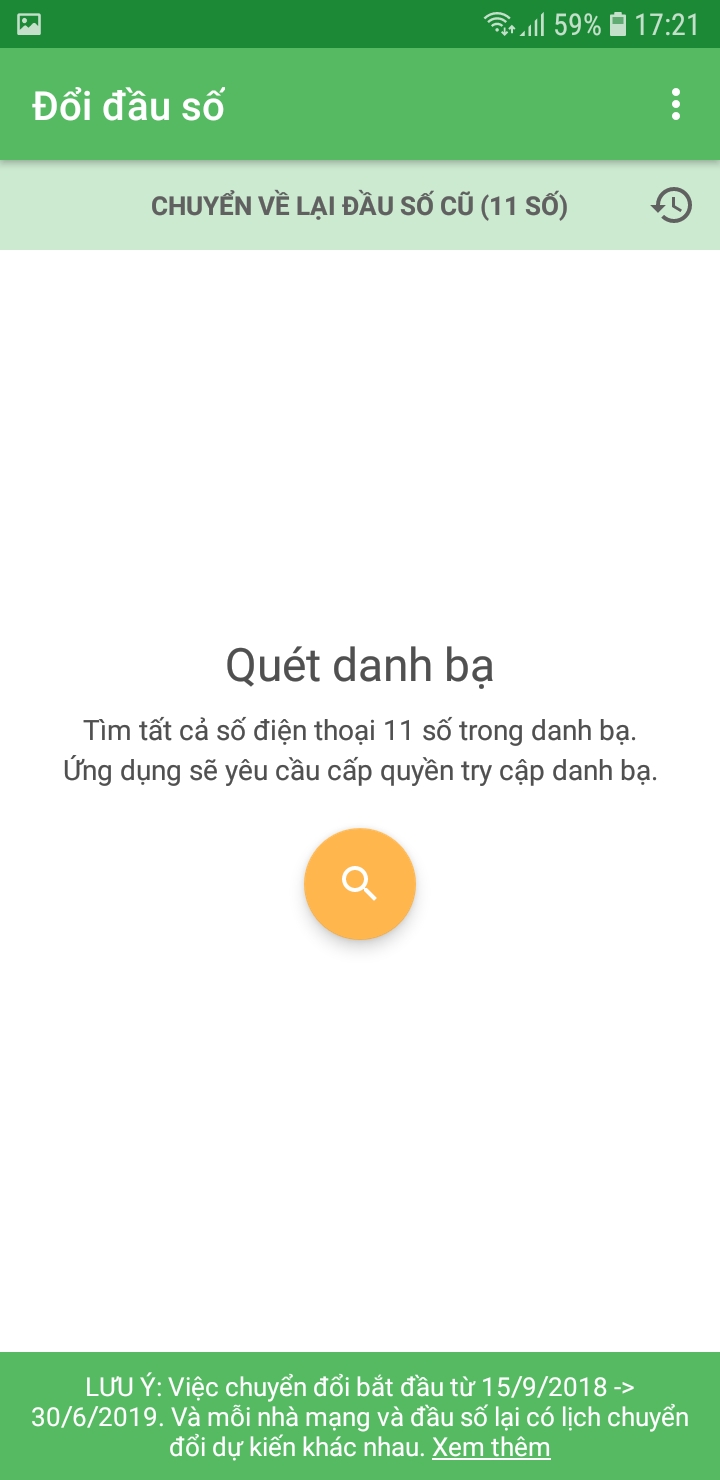 59% 17:21
Đổi đầu số
CHUYỂN VỀ LẠI ĐẦU SỐ CŨ (11 SỐ)
Quét danh bạ
Tìm tất cả số điện thoại 11 số trong danh bạ.
Ứng dụng sẽ yêu cầu cấp quyền try cập danh bạ.
LƯU Ý: Việc chuyển đổi bắt đầu từ 15/9/2018 ->
30/6/2019. Và mỗi nhà mạng và đầu số lại có lịch chuyển
đổi dự kiến khác nhau. Xem thêm